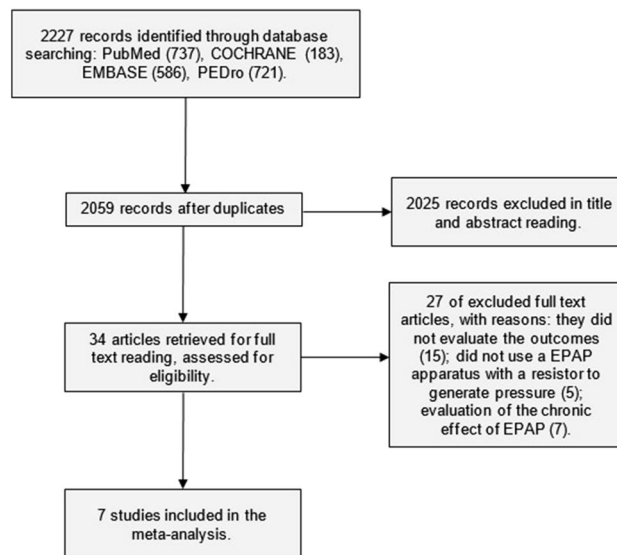 2227 records identified through database
searching: PubMed (737), COCHRANE (183),
EMBASE (586), PEDro (721).
2059 records after duplicates
2025 records excluded in title
and abstract reading.
34 articles retrieved for full
text reading, assessed for
eligibility.
27 of excluded full text
articles, with reasons: they did
not evaluate the outcomes
(15); did not use a EPAP
apparatus with a resistor to
generate pressure (5);
evaluation of the chronic
effect of EPAP (7).
7 studies included in the
meta-analysis.